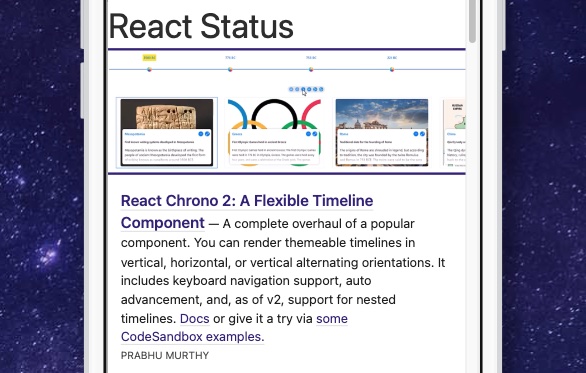 React Status
React Chrono 2: A Flexible Timeline
Component — A complete overhaul of a popular
component. You can render themeable timelines in
vertical, horizontal, or vertical alternating orientations. It
includes keyboard navigation support, auto
advancement, and, as of v2, support for nested
timelines. Docs or give it a try via some
CodeSandbox examples.
PRABHU MURTHY